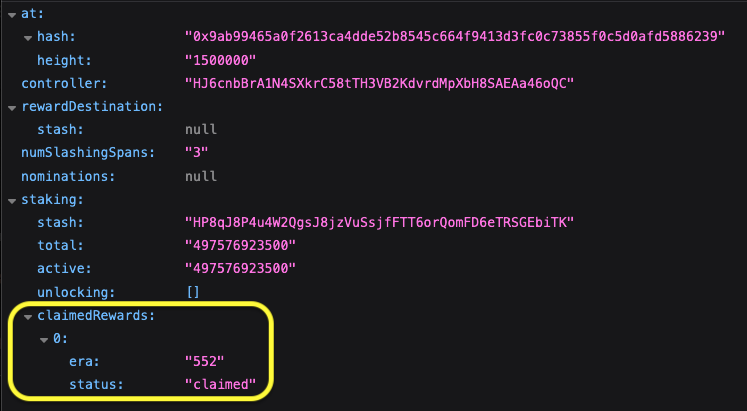 at:
hash: "0x9ab99465a0f2613ca4dde52b8545c664f9413d3fc0c73855f0c5d0afd5886239"
height: "1500000"
controller: "HJ6cnbBrA1N4SXkrC58tTH3VB2KdvrdMpXbH8SAEAa46oQC"
rewardDestination:
stash: null
numSlashingSpans: "3"
nominations: null
staking:
stash: "HP8qJ8P4u4W2QgsJ8jzVuSsjfFTT6orQomFD6eTRSGEbiTK"
total: "497576923500"
active: "497576923500"
unlocking: []
claimedRewards:
0:
era: "552"
status: "claimed"